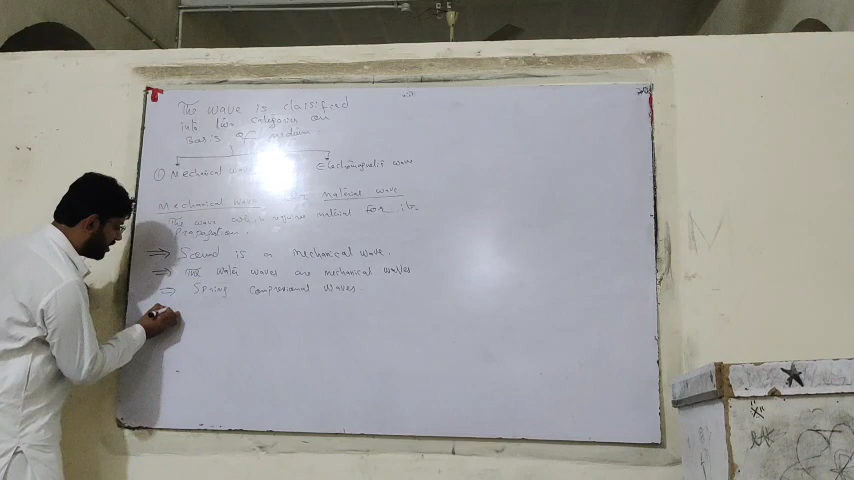 The wave is classified
into two category on
Basis of medium.
① Mechanical wave Electromagnetic wave
Mechanical wave material wave
The wave which require material for its
Propagation.
⇒ Sound is a mechanical wave.
⇒ The water waves are mechanical waves
⇒ Spring compressional waves.